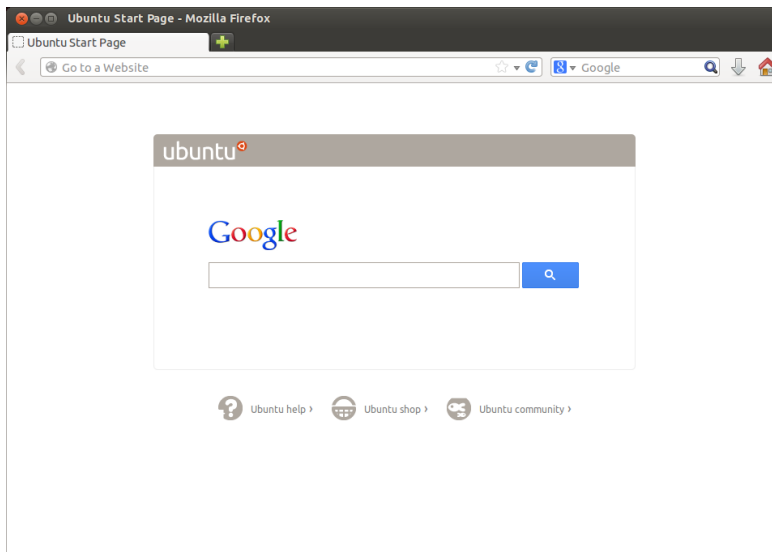 Ubuntu Start Page - Mozilla Firefox
Ubuntu Start Page
Go to a Website
8 Google
ubuntu
Google
Ubuntu help ›
Ubuntu shop ›
Ubuntu community ›